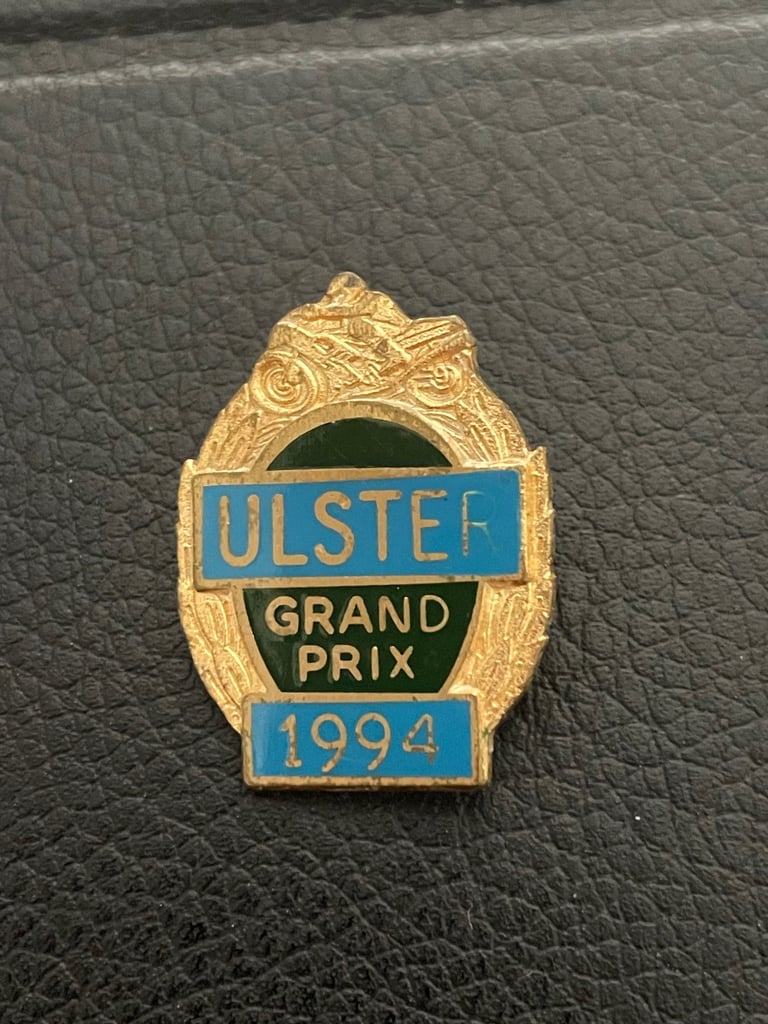 ULSTER
GRAND
PRIX
1994